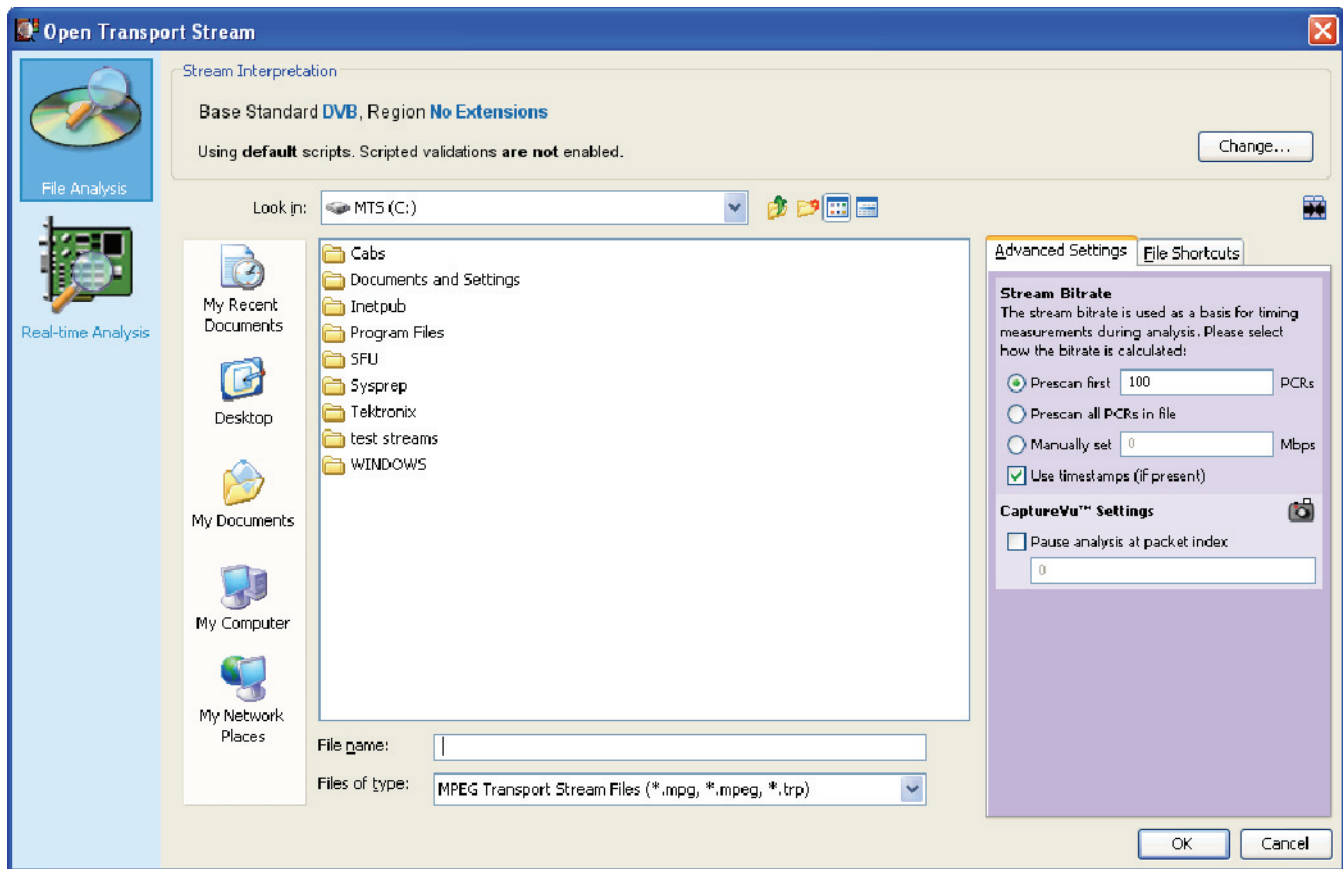 Open Transport Stream
File Analysis
Real-time Analysis
Stream Interpretation
Base Standard DVB, Region No Extensions
Using default scripts. Scripted validations are not enabled.
Change...
Look in: MTS (C:)
My Recent
Documents
Desktop
My Documents
My Computer
My Network
Places
Cabs
Documents and Settings
Inetpub
Program Files
SFU
Sysprep
Tektronix
test streams
WINDOWS
File name:
Files of type: MPEG Transport Stream Files (*.mpg, *.mpeg, *.trp)
Advanced Settings File Shortcuts
Stream Bitrate
The stream bitrate is used as a basis for timing
measurements during analysis. Please select
how the bitrate is calculated:
Prescan first 100 PCRs
Prescan all PCRs in file
Manually set 0 Mbps
Use timestamps (if present)
CaptureVu™ Settings
Pause analysis at packet index
0
OK Cancel